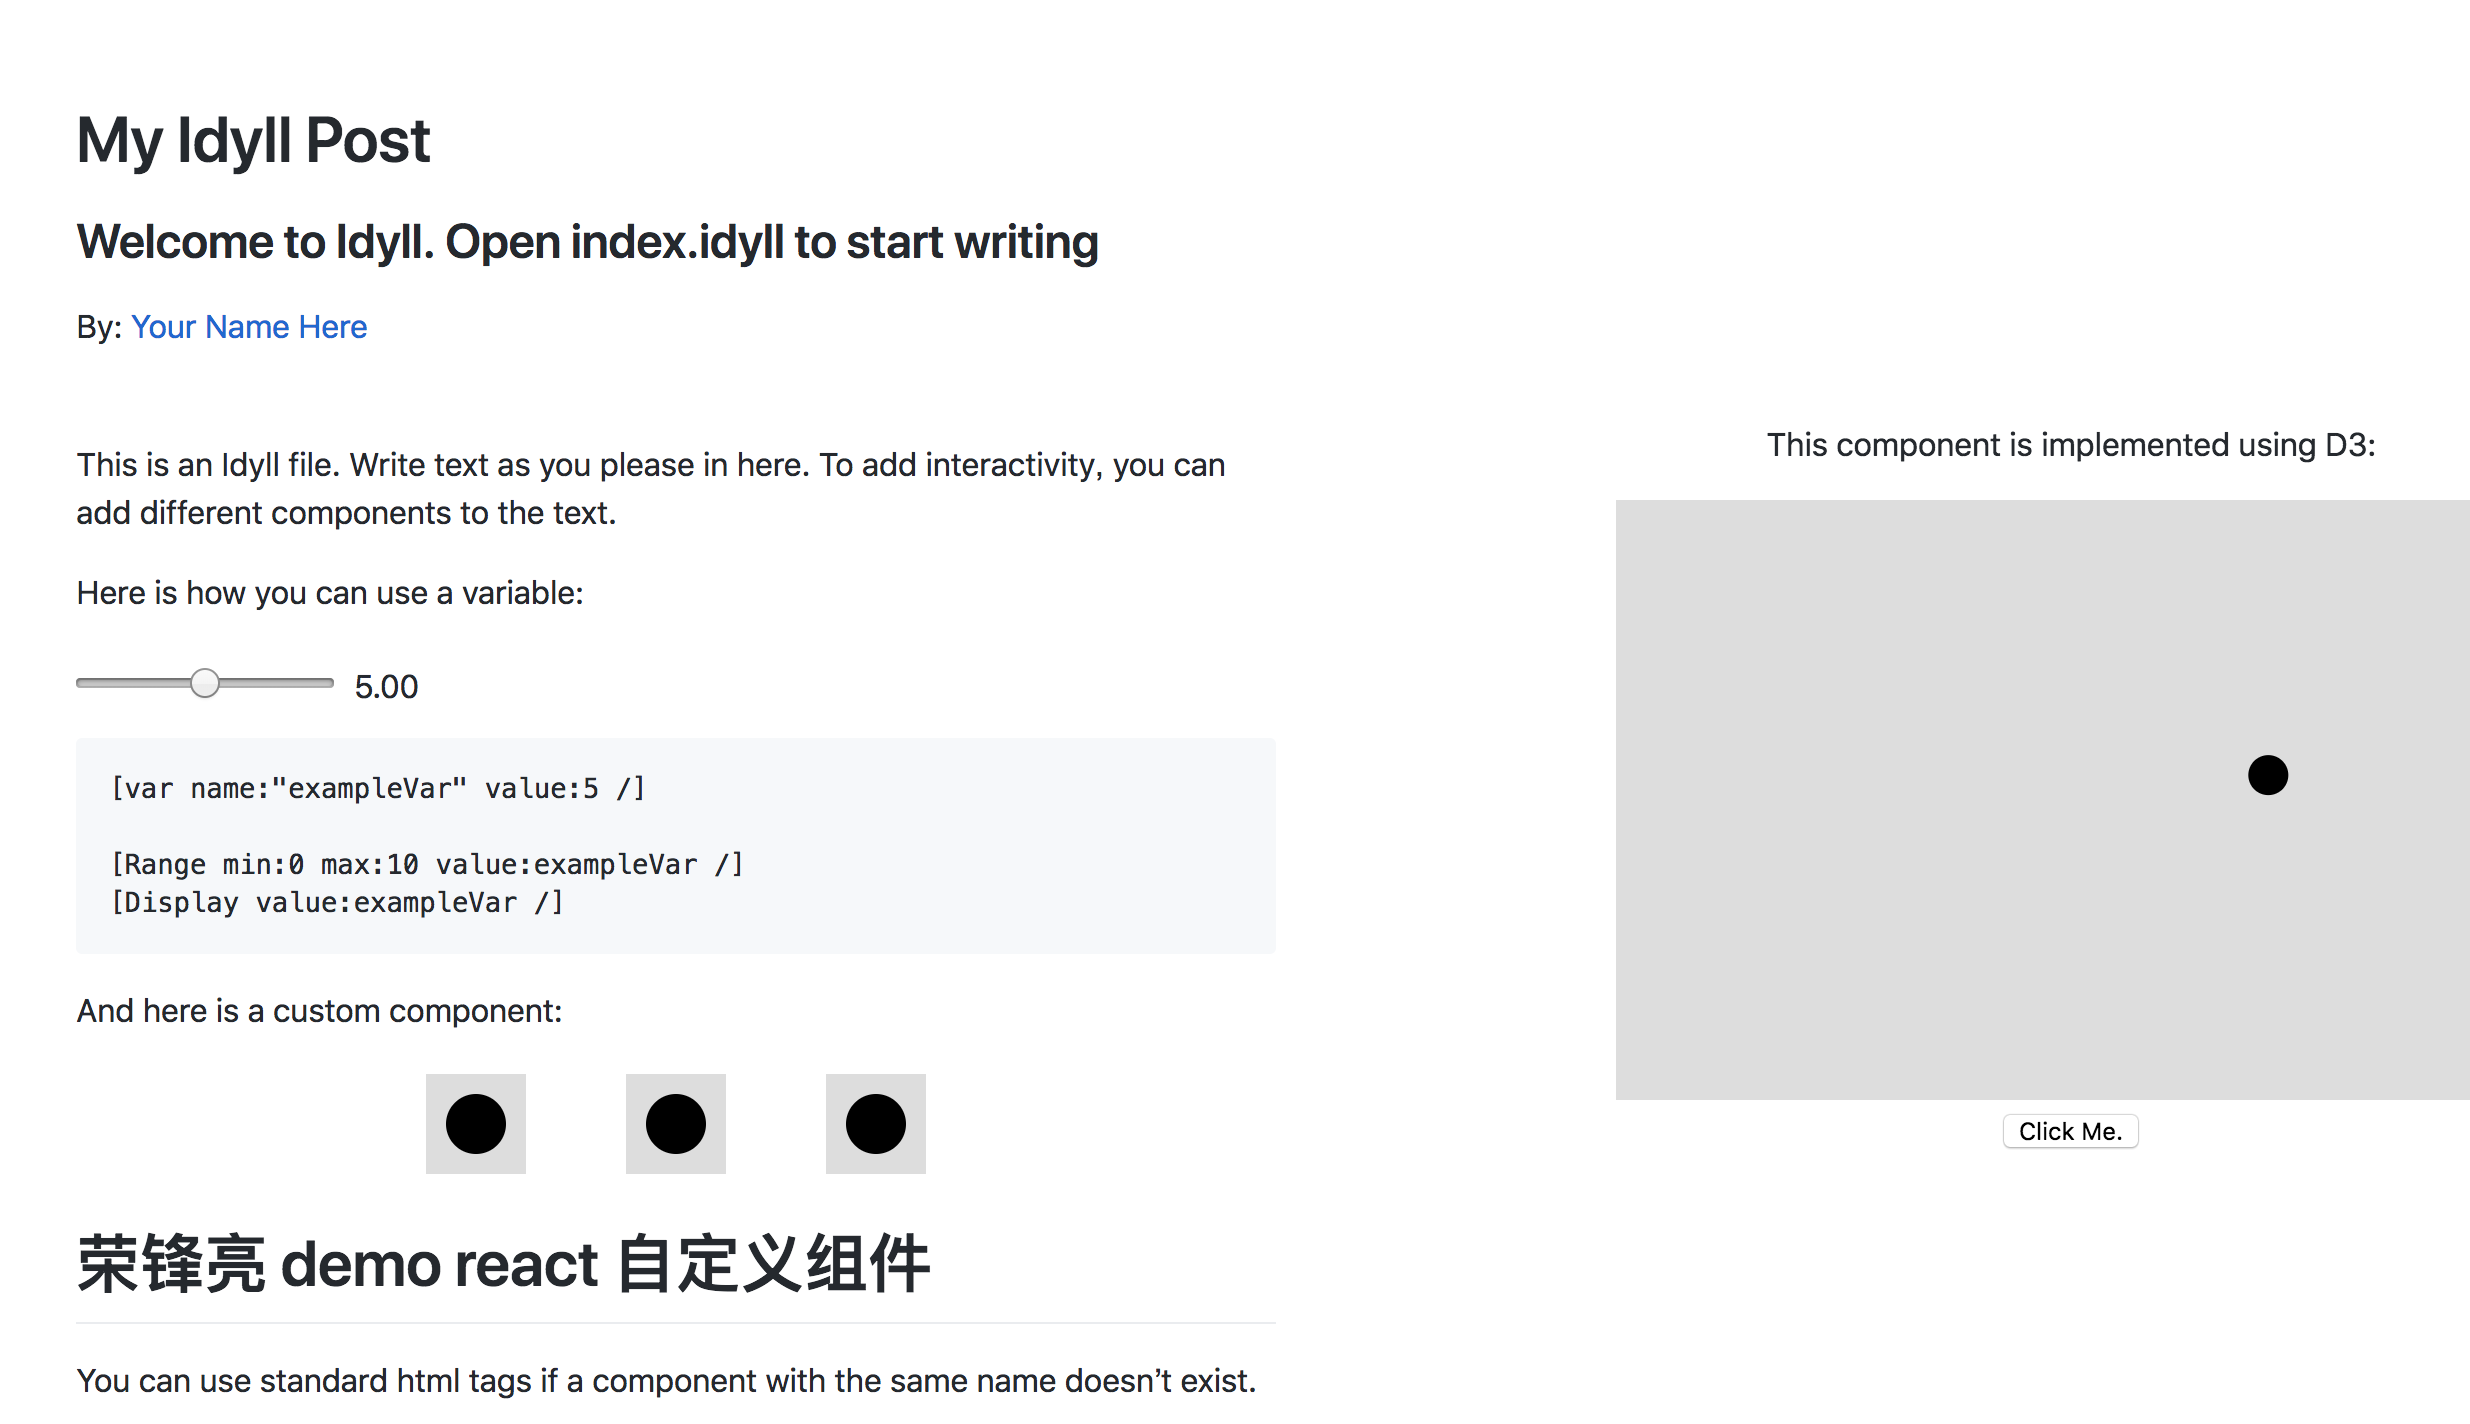 My Idyll Post
Welcome to Idyll. Open index.idyll to start writing
By: Your Name Here
This is an Idyll file. Write text as you please in here. To add interactivity, you can
add different components to the text.
Here is how you can use a variable:
5.00
[var name:"exampleVar" value:5 /]
[Range min:0 max:10 value:exampleVar /]
[Display value:exampleVar /]
And here is a custom component:
荣锋亮 demo react 自定义组件
You can use standard html tags if a component with the same name doesn’t exist.
This component is implemented using D3:
Click Me.